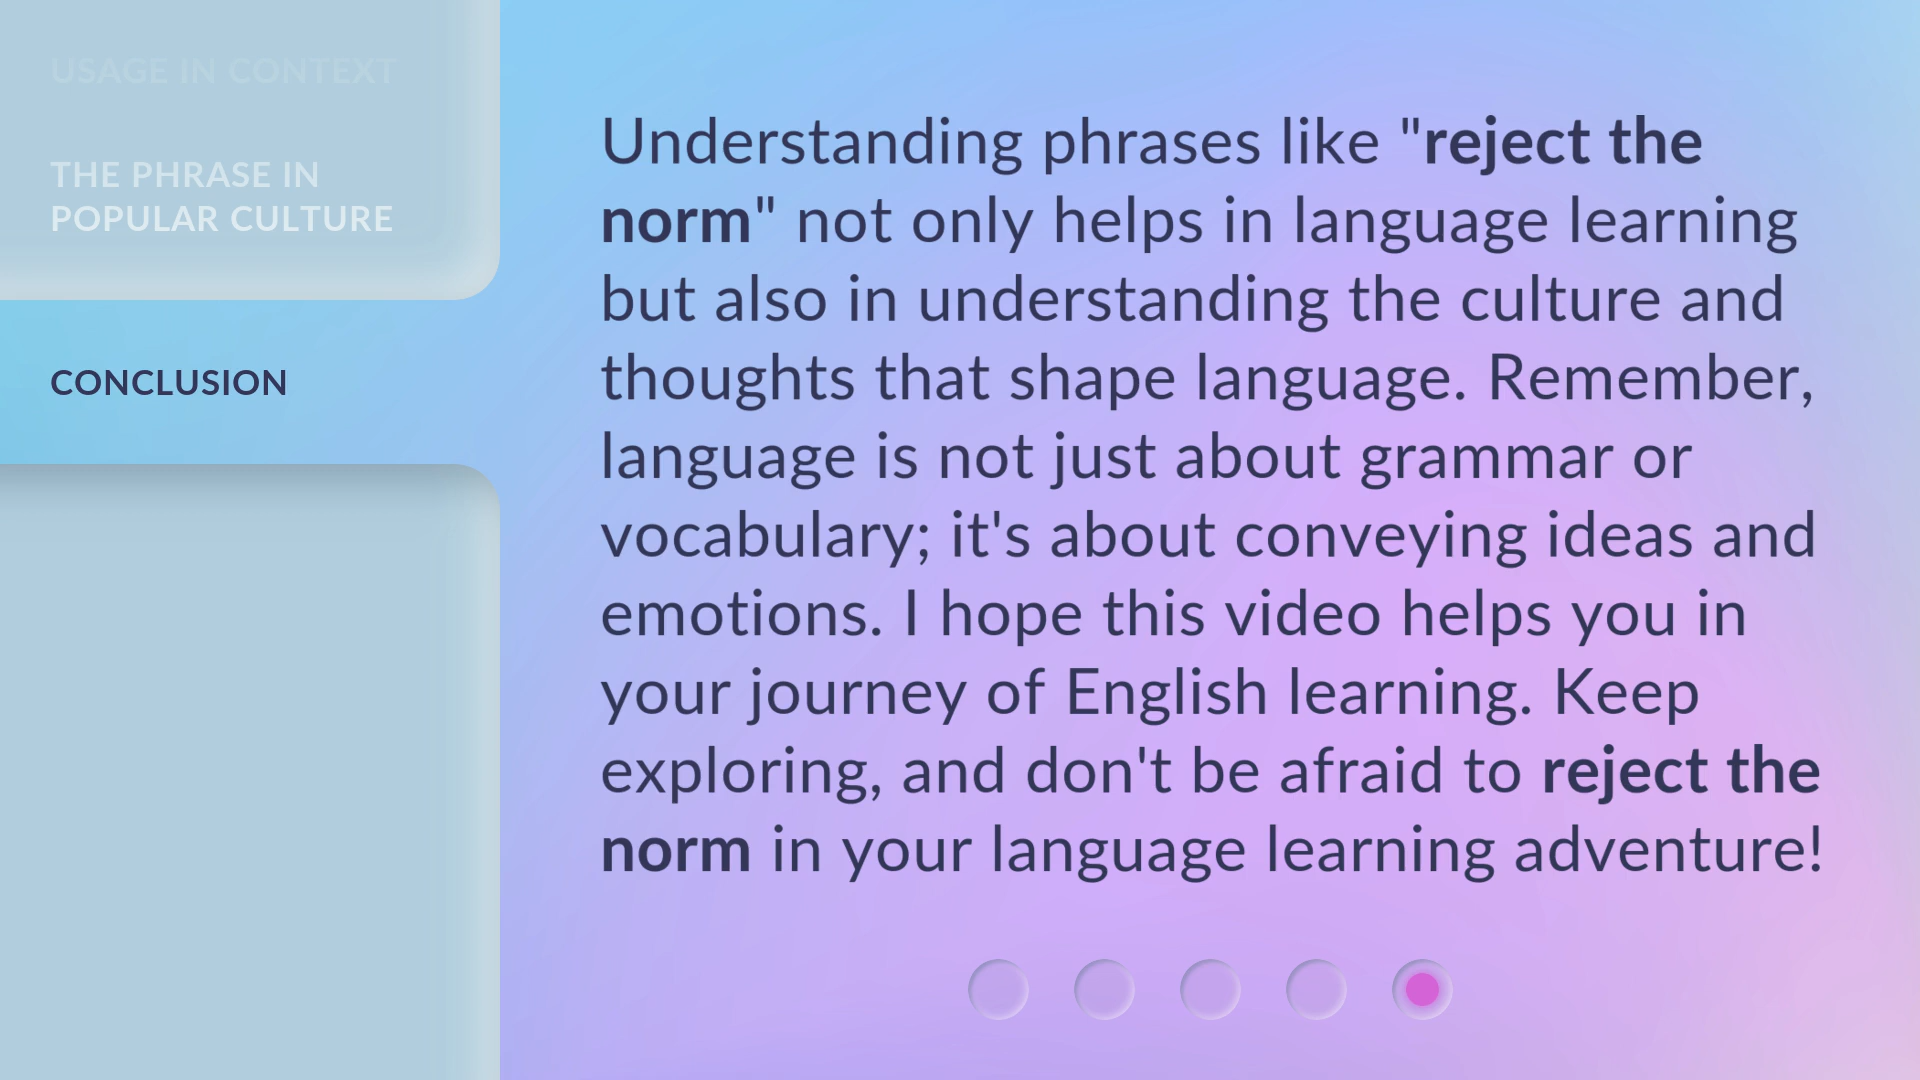 USAGE IN CONTEXT
THE PHRASE IN
POPULAR CULTURE
CONCLUSION
Understanding phrases like "reject the
norm" not only helps in language learning
but also in understanding the culture and
thoughts that shape language. Remember,
language is not just about grammar or
vocabulary; it's about conveying ideas and
emotions. I hope this video helps you in
your journey of English learning. Keep
exploring, and don't be afraid to reject the
norm in your language learning adventure!